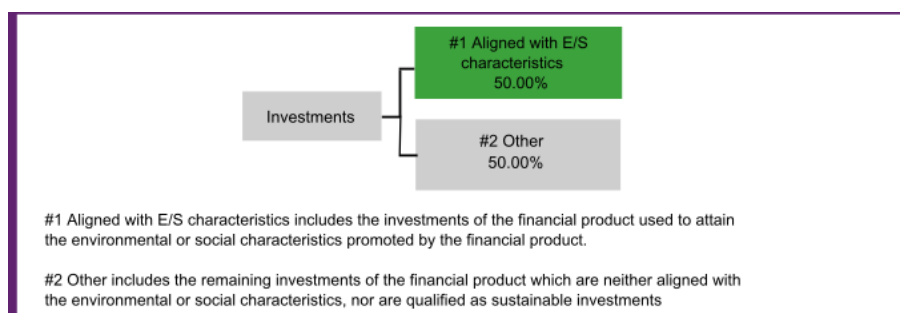 #1 Aligned with E/S
characteristics
50.00%
Investments
#2 Other
50.00%
#1 Aligned with E/S characteristics includes the investments of the financial product used to attain
the environmental or social characteristics promoted by the financial product.
#2 Other includes the remaining investments of the financial product which are neither aligned with
the environmental or social characteristics, nor are qualified as sustainable investments